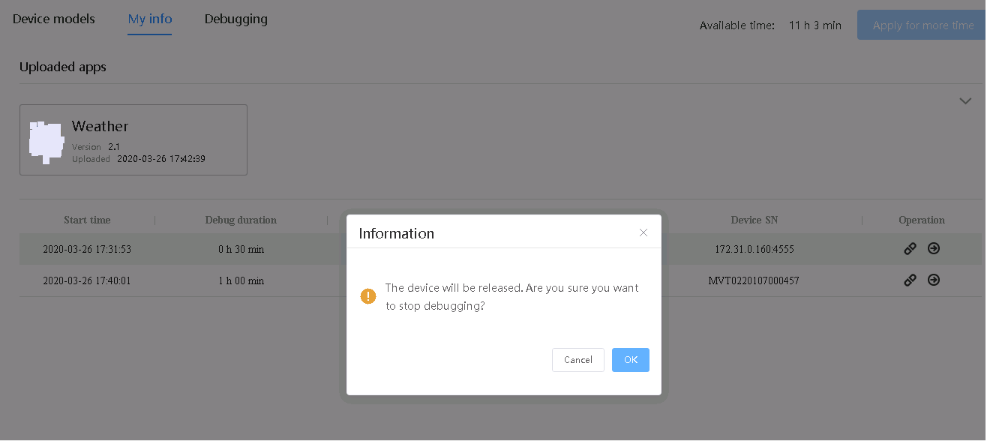 Device models My info Debugging
Available time: 11 h 3 min Apply for more time
Uploaded apps
Weather
Version 2.1
Uploaded 2020-03-26 17:42:39
Start time Debug duration Device SN Operation
2020-03-26 17:31:53 0 h 30 min 172.31.0.160:4555
2020-03-26 17:40:01 1 h 00 min MVT0220107000457
Information
The device will be released. Are you sure you want
to stop debugging?
Cancel OK